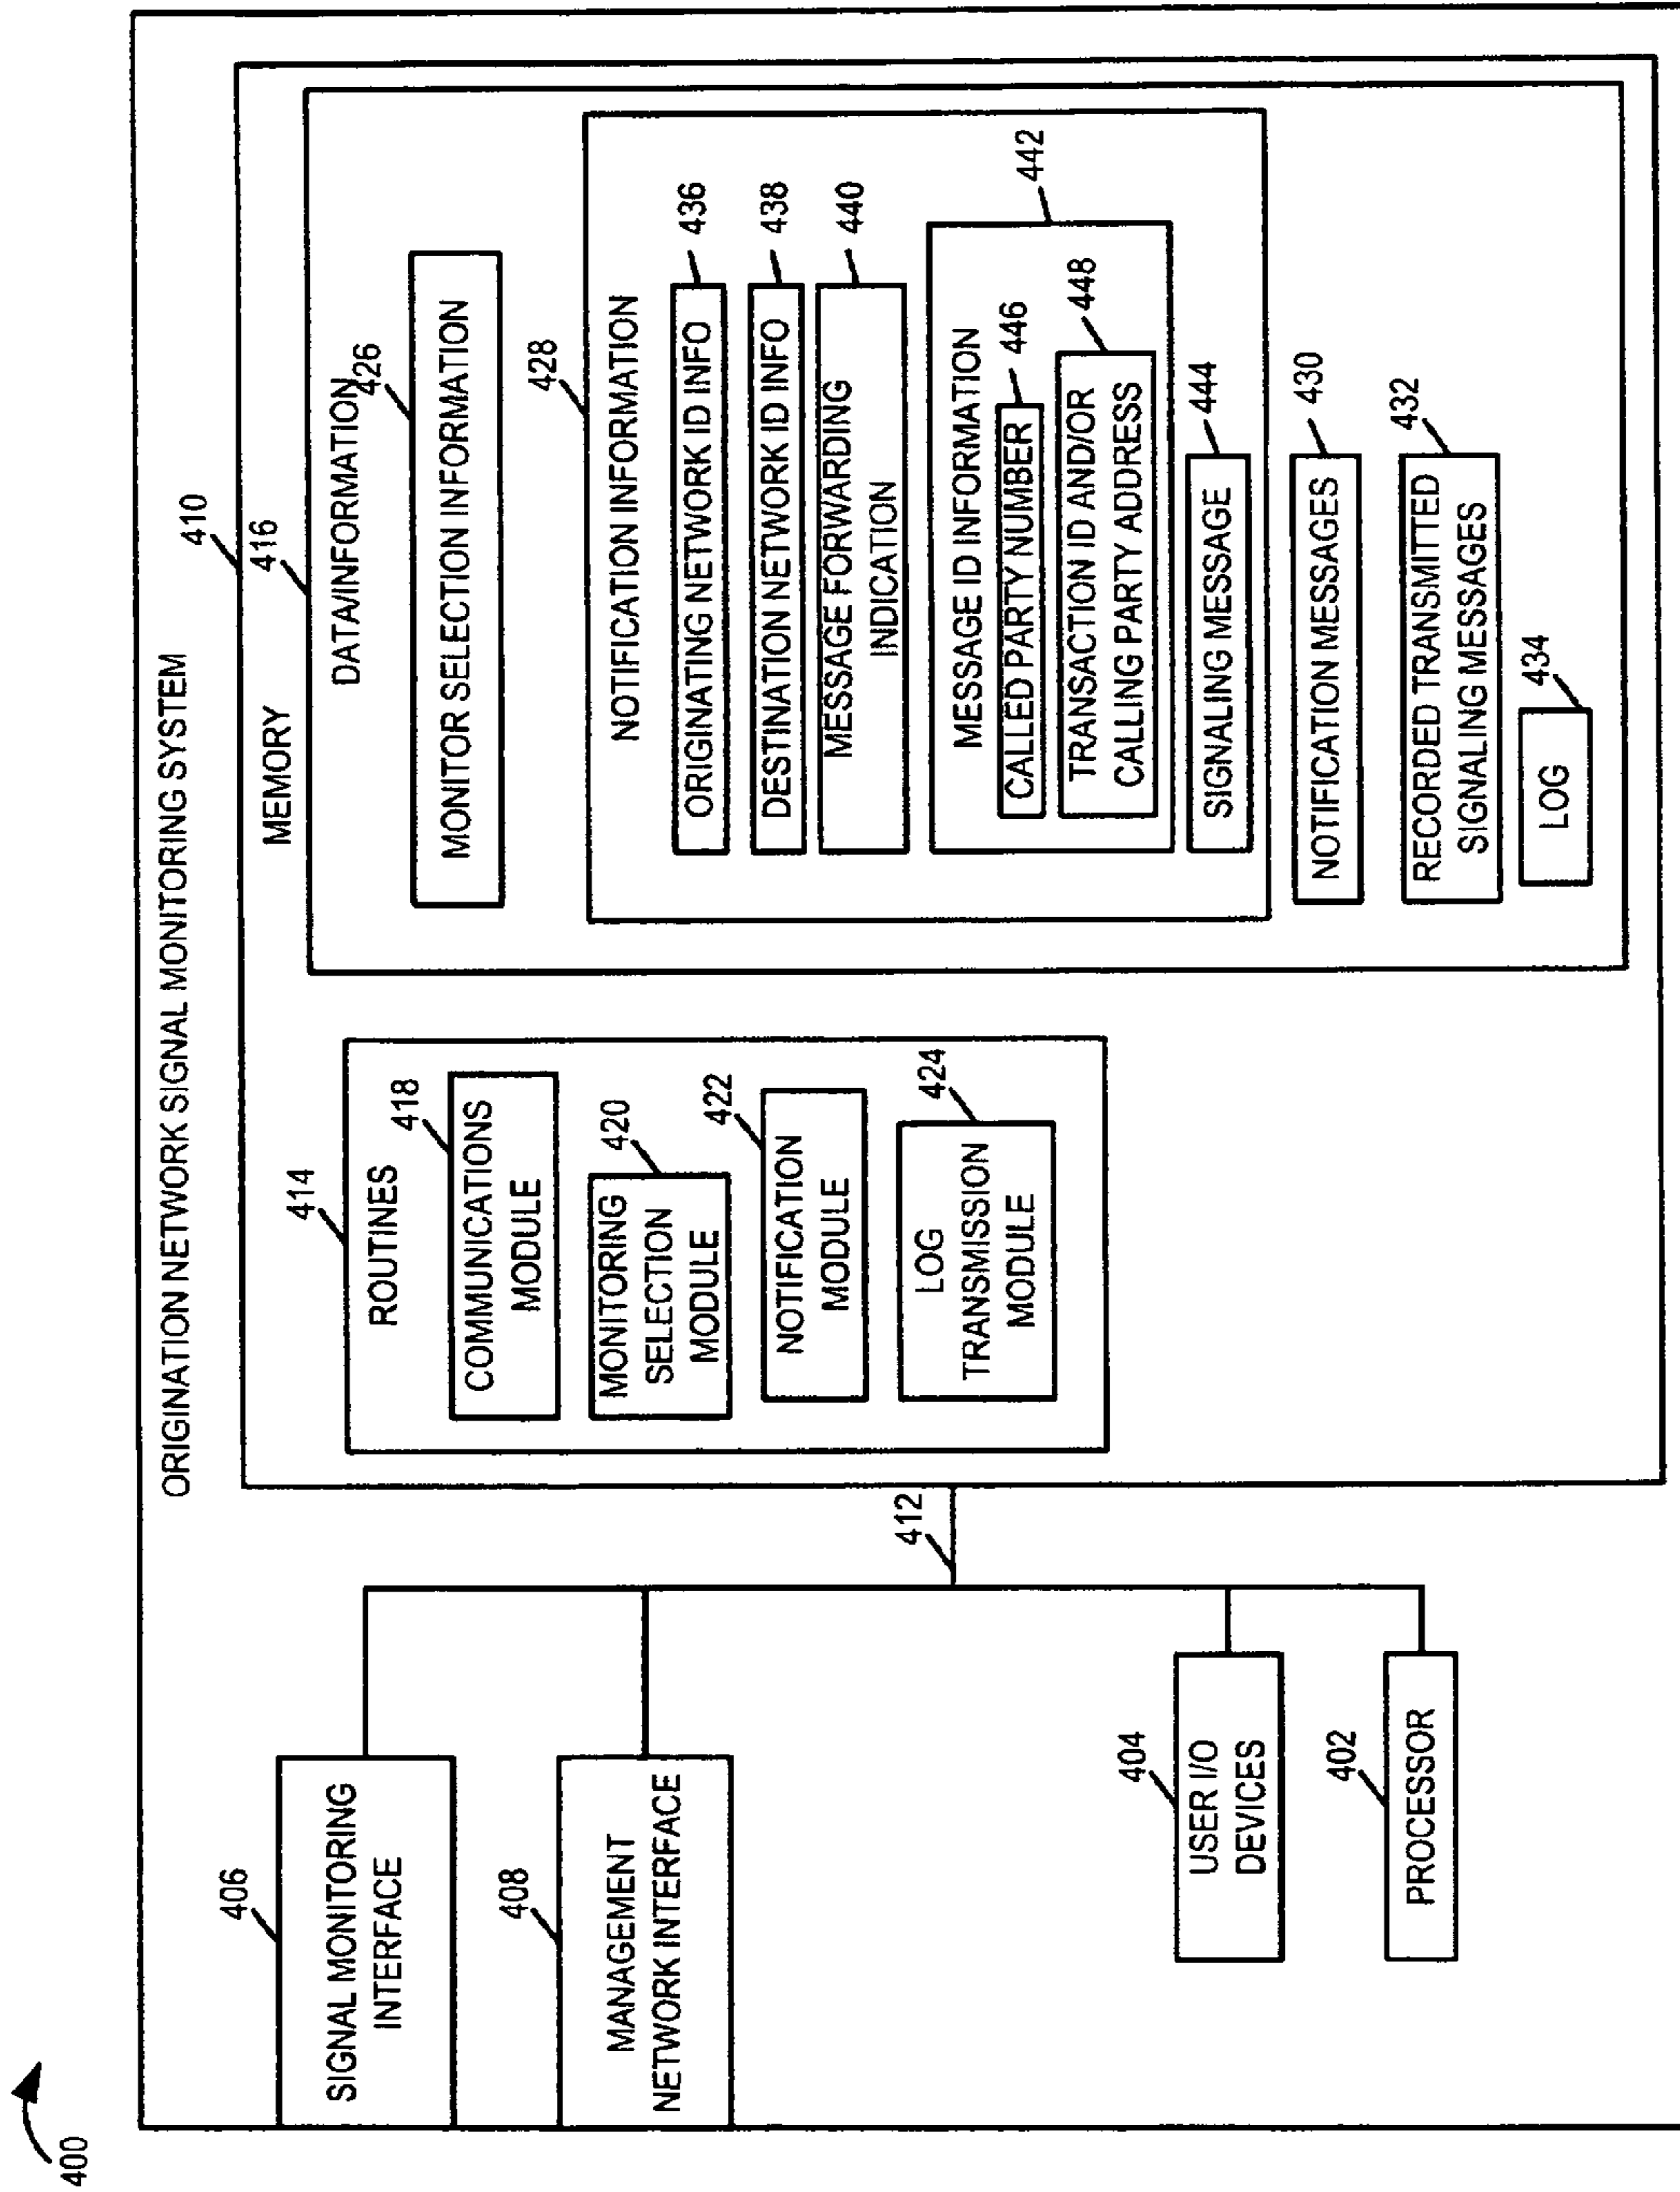 400
ORIGINATION NETWORK SIGNAL MONITORING SYSTEM
406
SIGNAL MONITORING
INTERFACE
408
MANAGEMENT
NETWORK INTERFACE
404
USER I/O
DEVICES
402
PROCESSOR
412
410
MEMORY
414
ROUTINES
418
COMMUNICATIONS
MODULE
420
MONITORING
SELECTION
MODULE
422
NOTIFICATION
MODULE
424
LOG
TRANSMISSION
MODULE
416
DATA/INFORMATION
426
MONITOR SELECTION INFORMATION
428
NOTIFICATION INFORMATION
436
ORIGINATING NETWORK ID INFO
438
DESTINATION NETWORK ID INFO
440
MESSAGE FORWARDING
INDICATION
442
MESSAGE ID INFORMATION
446
CALLED PARTY NUMBER
448
TRANSACTION ID AND/OR
CALLING PARTY ADDRESS
444
SIGNALING MESSAGE
430
NOTIFICATION MESSAGES
432
RECORDED TRANSMITTED
SIGNALING MESSAGES
434
LOG